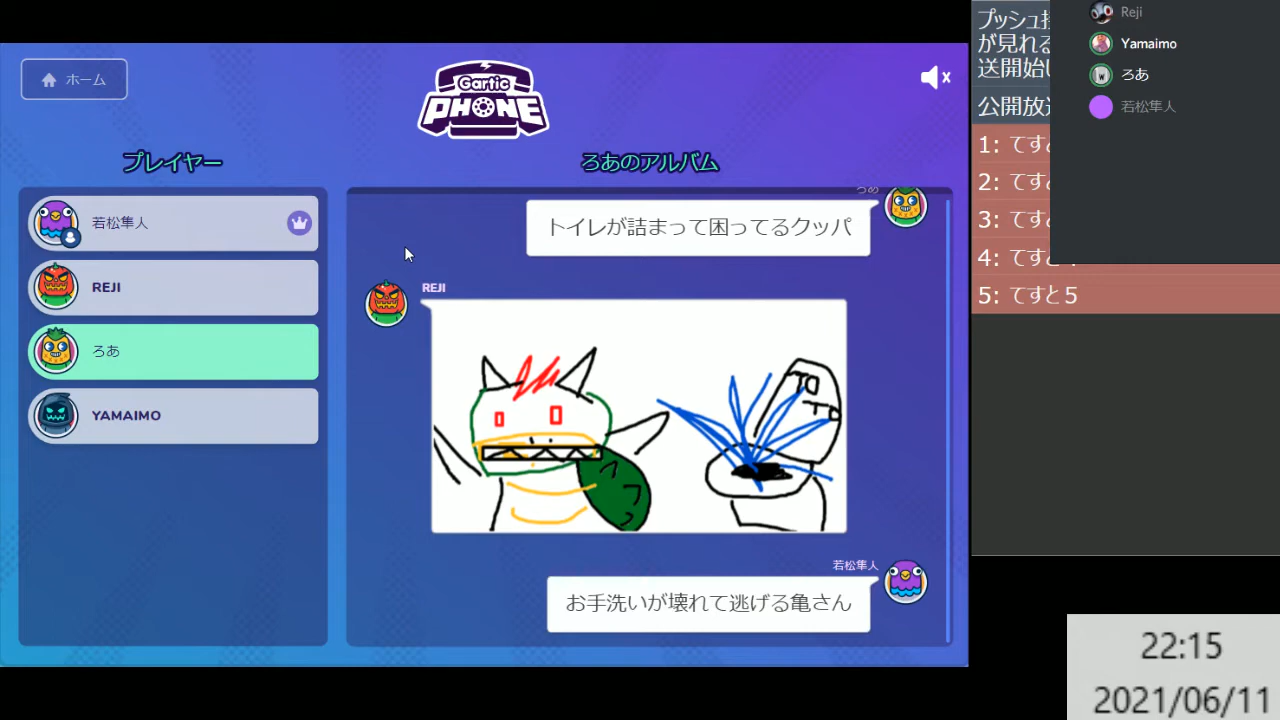 ホーム
Gartic
PHONE
プレイヤー
若松隼人
REJI
ろあ
YAMAIMO
ろあのアルバム
トイレが詰まって困ってるクッパ
REJI
TO
TO
若松隼人
お手洗いが壊れて逃げる亀さん
プッシュ
が見れる
送開始
公開放
1: てす
2: てす
3: てす
4: てすと
5: てすと5
Reji
Yamaimo
ろあ
若松隼人
22:15
2021/06/11